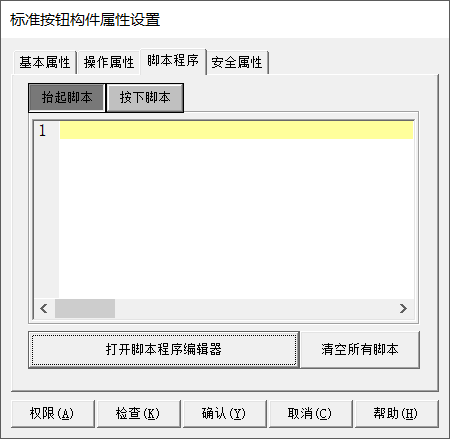 标准按钮构件属性设置
基本属性 操作属性 脚本程序 安全属性
抬起脚本 按下脚本
1
打开脚本程序编辑器 清空所有脚本
权限(A) 检查(K) 确认(Y) 取消(C) 帮助(H)